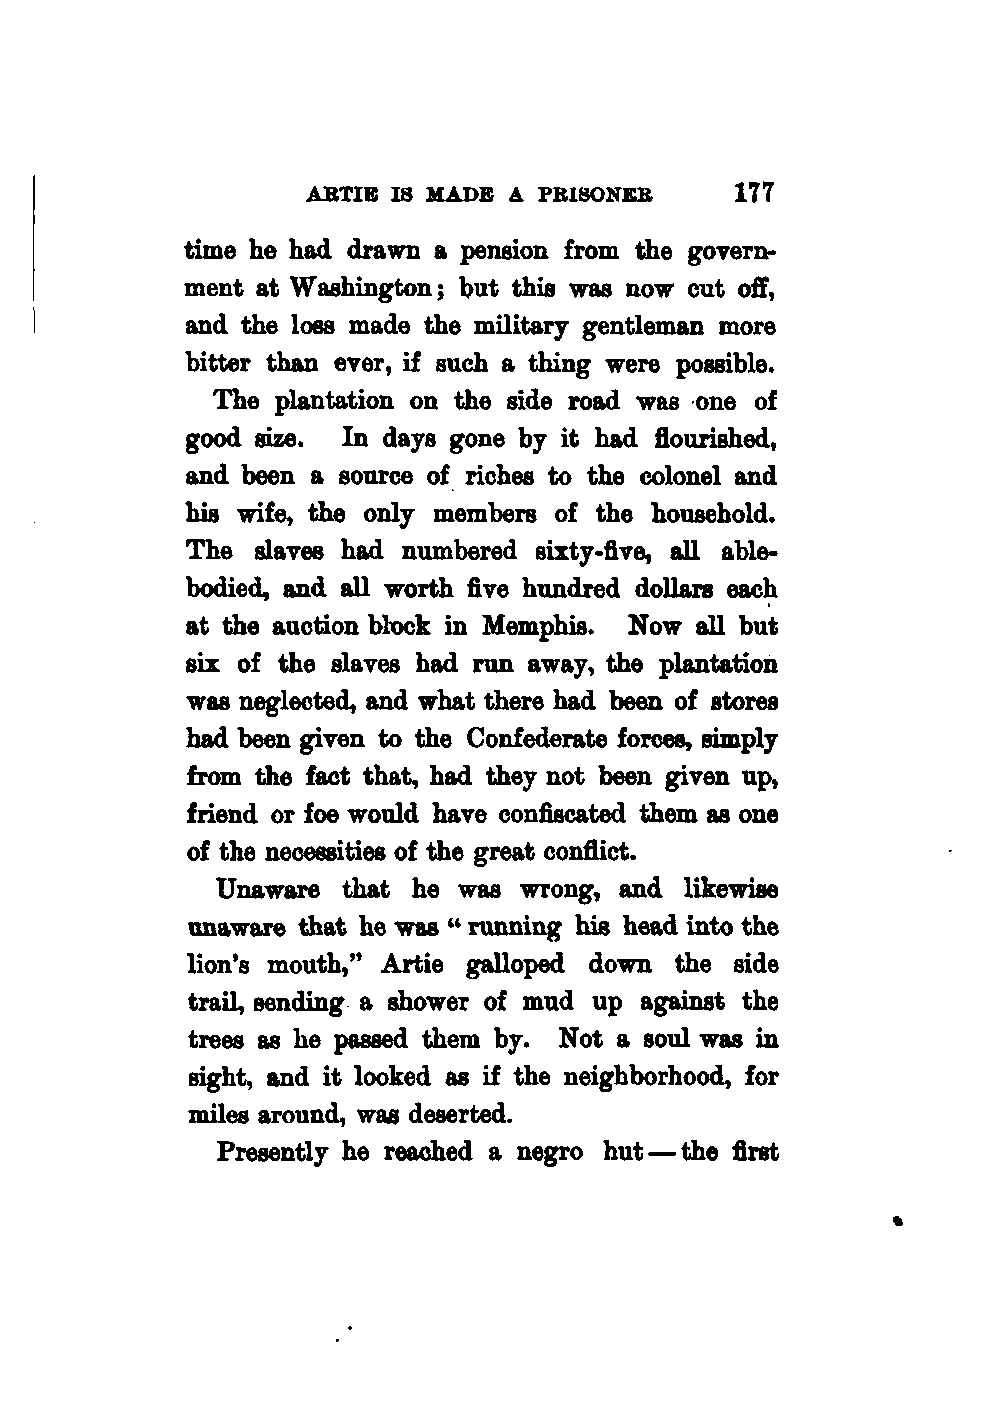 ARTIE IS MADE A PRISONER 177
time he had drawn a pension from the govern-
ment at Washington; but this was now cut off,
and the loss made the military gentleman more
bitter than ever, if such a thing were possible.
The plantation on the side road was one of
good size. In days gone by it had flourished,
and been a source of riches to the colonel and
his wife, the only members of the household.
The slaves had numbered sixty-five, all able-
bodied, and all worth five hundred dollars each
at the auction block in Memphis. Now all but
six of the slaves had run away, the plantation
was neglected, and what there had been of stores
had been given to the Confederate forces, simply
from the fact that, had they not been given up,
friend or foe would have confiscated them as one
of the necessities of the great conflict.
Unaware that he was wrong, and likewise
unaware that he was “ running his head into the
lion's mouth,” Artie galloped down the side
trail, sending a shower of mud up against the
trees as he passed them by. Not a soul was in
sight, and it looked as if the neighborhood, for
miles around, was deserted.
Presently he reached a negro hut — the first